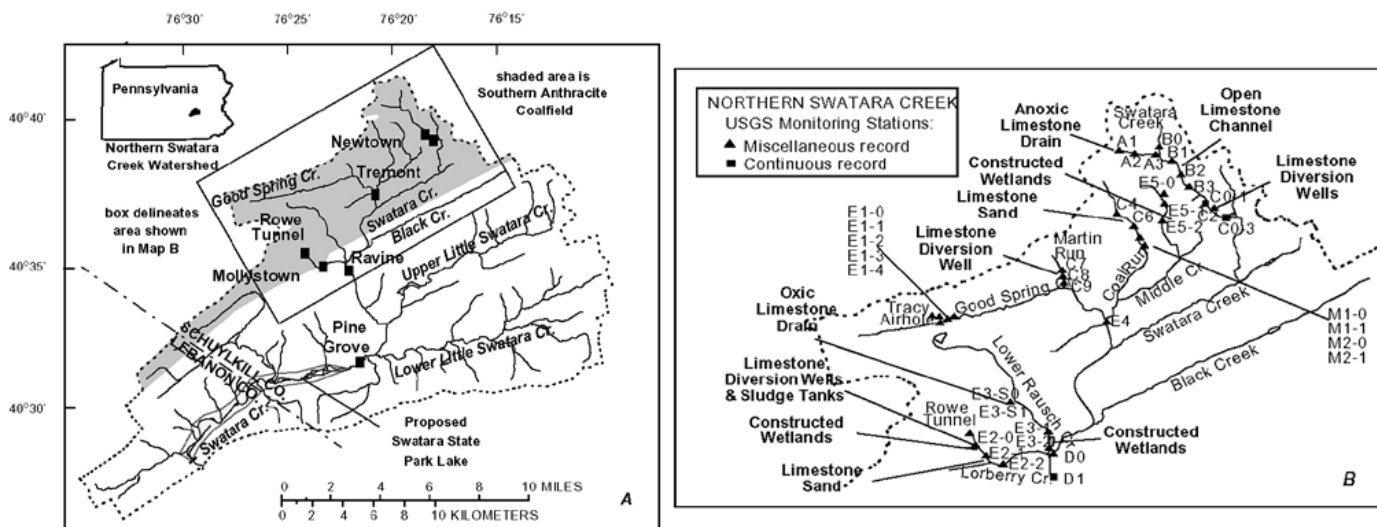 76°30'
76°25'
76°20'
76°15'
40°40'
40°35'
40°30'
Pennsylvania
Northern Swatara
Creek Watershed
shaded area is
Southern Anthracite
Coalfield
box delineates
area shown
in Map B
Newtown
Tremont
Good Spring Cr.
Swatara Cr.
Black Cr.
Rowe
Tunnel
Ravine
Mollystown
Upper Little Swatara Cr.
Pine
Grove
Lower Little Swatara Cr.
SCHUYLKILL CO.
LEBANON CO.
Swatara Cr.
Proposed
Swatara State
Park Lake
0 2 4 6 8 10 MILES
0 2 4 6 8 10 KILOMETERS
A
NORTHERN SWATARA CREEK
USGS Monitoring Stations:
Miscellaneous record
Continuous record
Anoxic
Limestone
Drain
Swatara
Creek
Open
Limestone
Channel
A1
A2
A3
B0
B1
B2
B3
Constructed
Wetlands
Limestone
Diversion
Wells
Limestone
Sand
E5-0
E5-2
C4
C6
C2
C0-3
E1-0
E1-1
E1-2
E1-3
E1-4
Limestone
Diversion
Well
Martin
Run
C7
C8
C9
Coal Run
Middle Cr.
Oxic
Limestone
Drain
Tracy
Airhole
Good Spring Cr.
E4
Swatara Creek
M1-0
M1-1
M2-0
M2-1
Black Creek
Limestone
Diversion Wells
& Sludge Tanks
Lower Rausch Cr.
E3-S0
E3-S1
Rowe
Tunnel
Constructed
Wetlands
E2-0
E2-1
E2-2
Constructed
Wetlands
D0
Limestone
Sand
Lorberry Cr.
D1
B